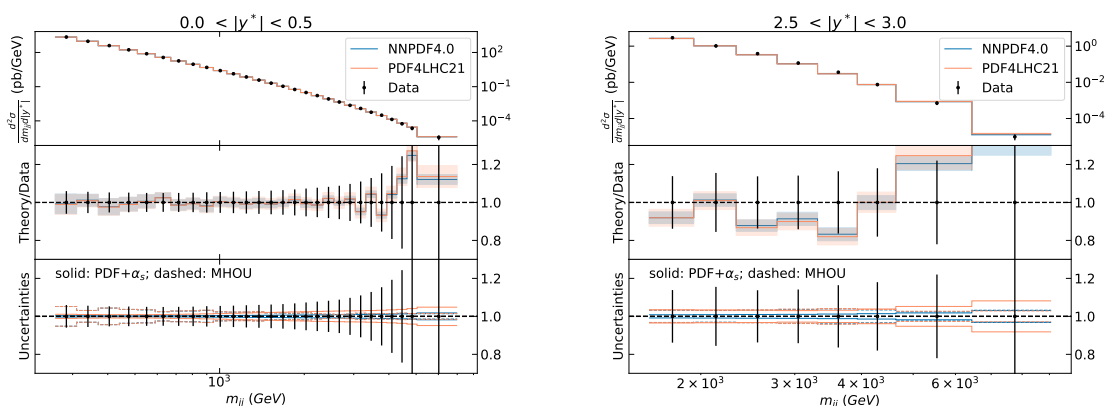 0.0 < |y*| < 0.5
d²σ/dm_jj d|y*| (pb/GeV)
NNPDF4.0
PDF4LHC21
Data
10²
10⁻¹
10⁻⁴
Theory/Data
1.2
1.0
0.8
solid: PDF+α_s; dashed: MHOU
Uncertainties
1.2
1.0
0.8
10³
m_jj (GeV)
2.5 < |y*| < 3.0
d²σ/dm_jj d|y*| (pb/GeV)
NNPDF4.0
PDF4LHC21
Data
10⁰
10⁻²
10⁻⁴
Theory/Data
1.2
1.0
0.8
solid: PDF+α_s; dashed: MHOU
Uncertainties
1.2
1.0
0.8
2 × 10³ 3 × 10³ 4 × 10³ 6 × 10³
m_jj (GeV)